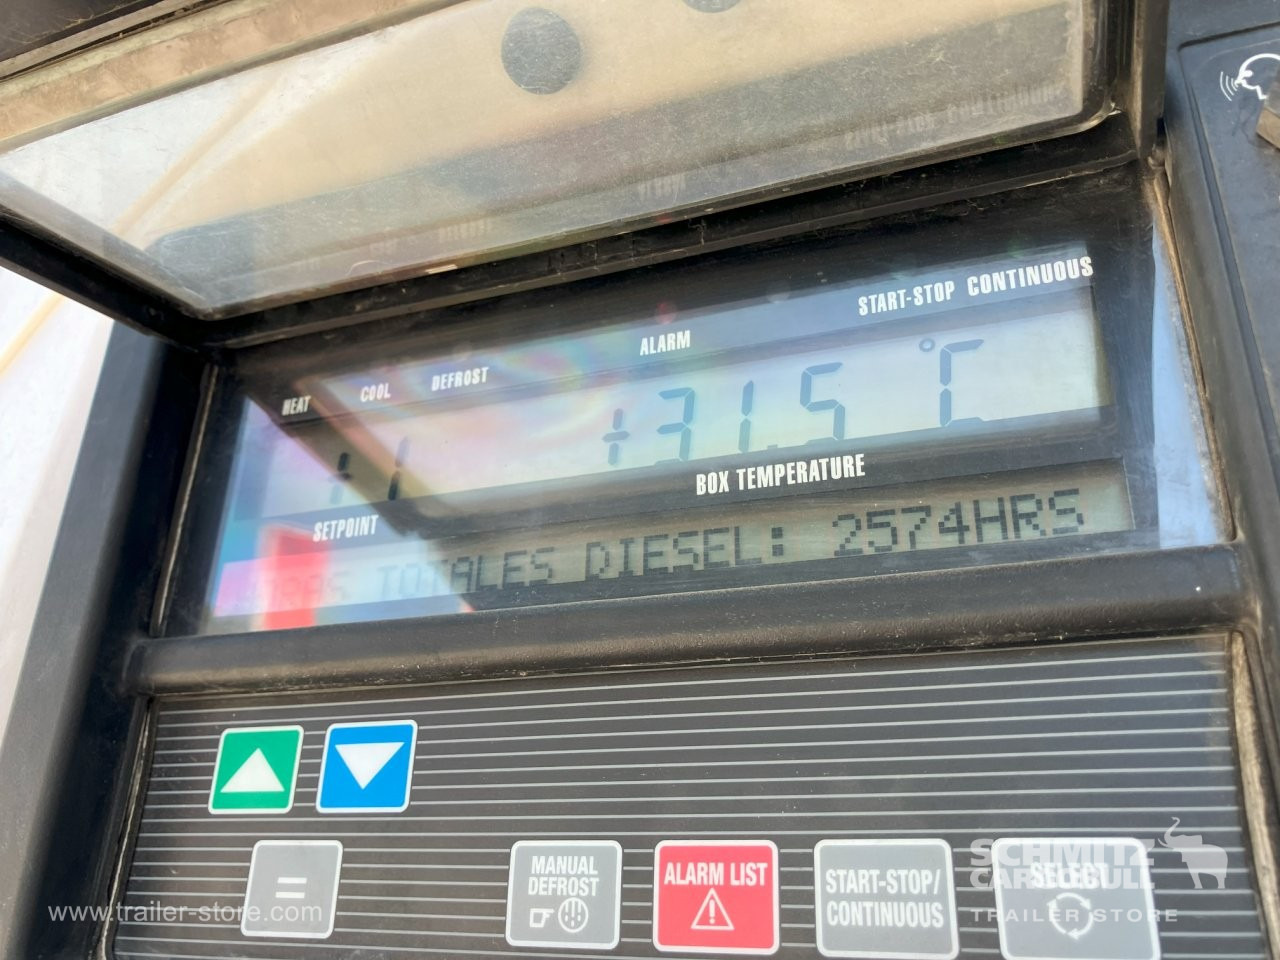 START-STOP CONTINUOUS
ALARM
HEAT COOL DEFROST
+1 +31.5 °C
BOX TEMPERATURE
SETPOINT
TOTALES DIESEL: 2574HRS
=
MANUAL
DEFROST
ALARM LIST
START-STOP/
CONTINUOUS
SELECT
SCHMITZ
CARGOBULL
TRAILER STORE
www.trailer-store.com